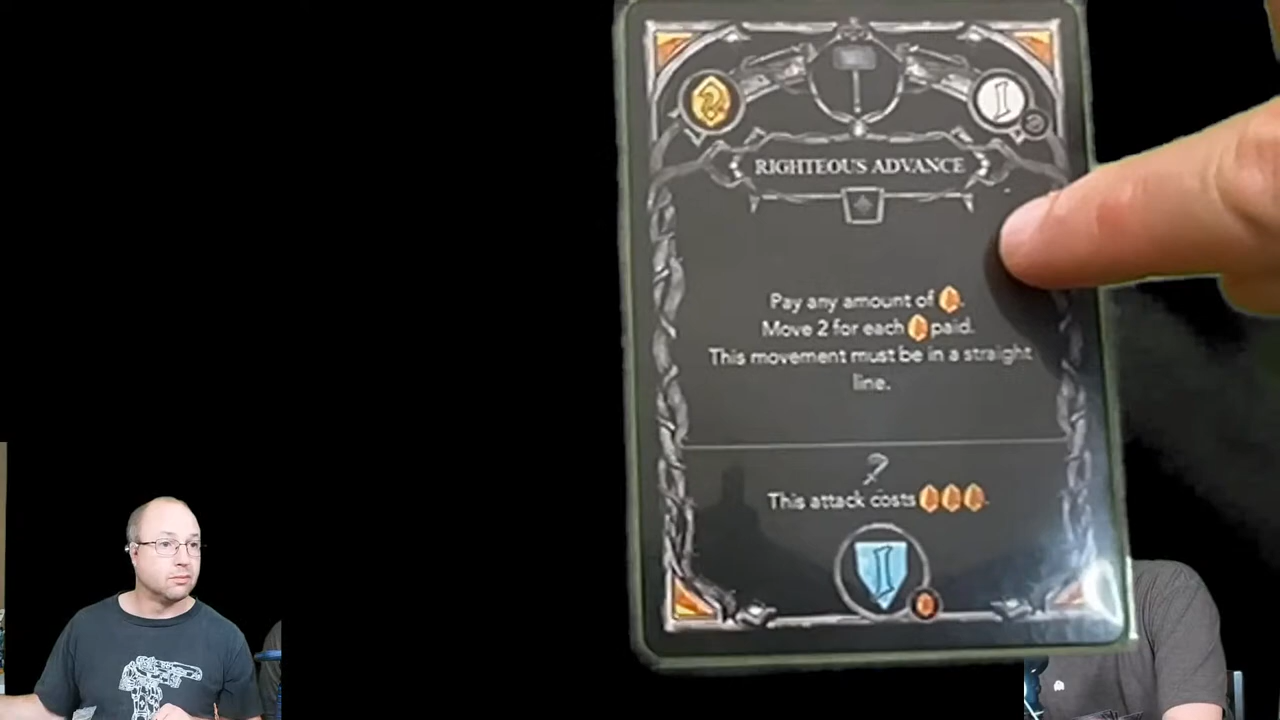 RIGHTEOUS ADVANCE
Pay any amount of
Move 2 for each paid.
This movement must be in a straight
line.
This attack costs